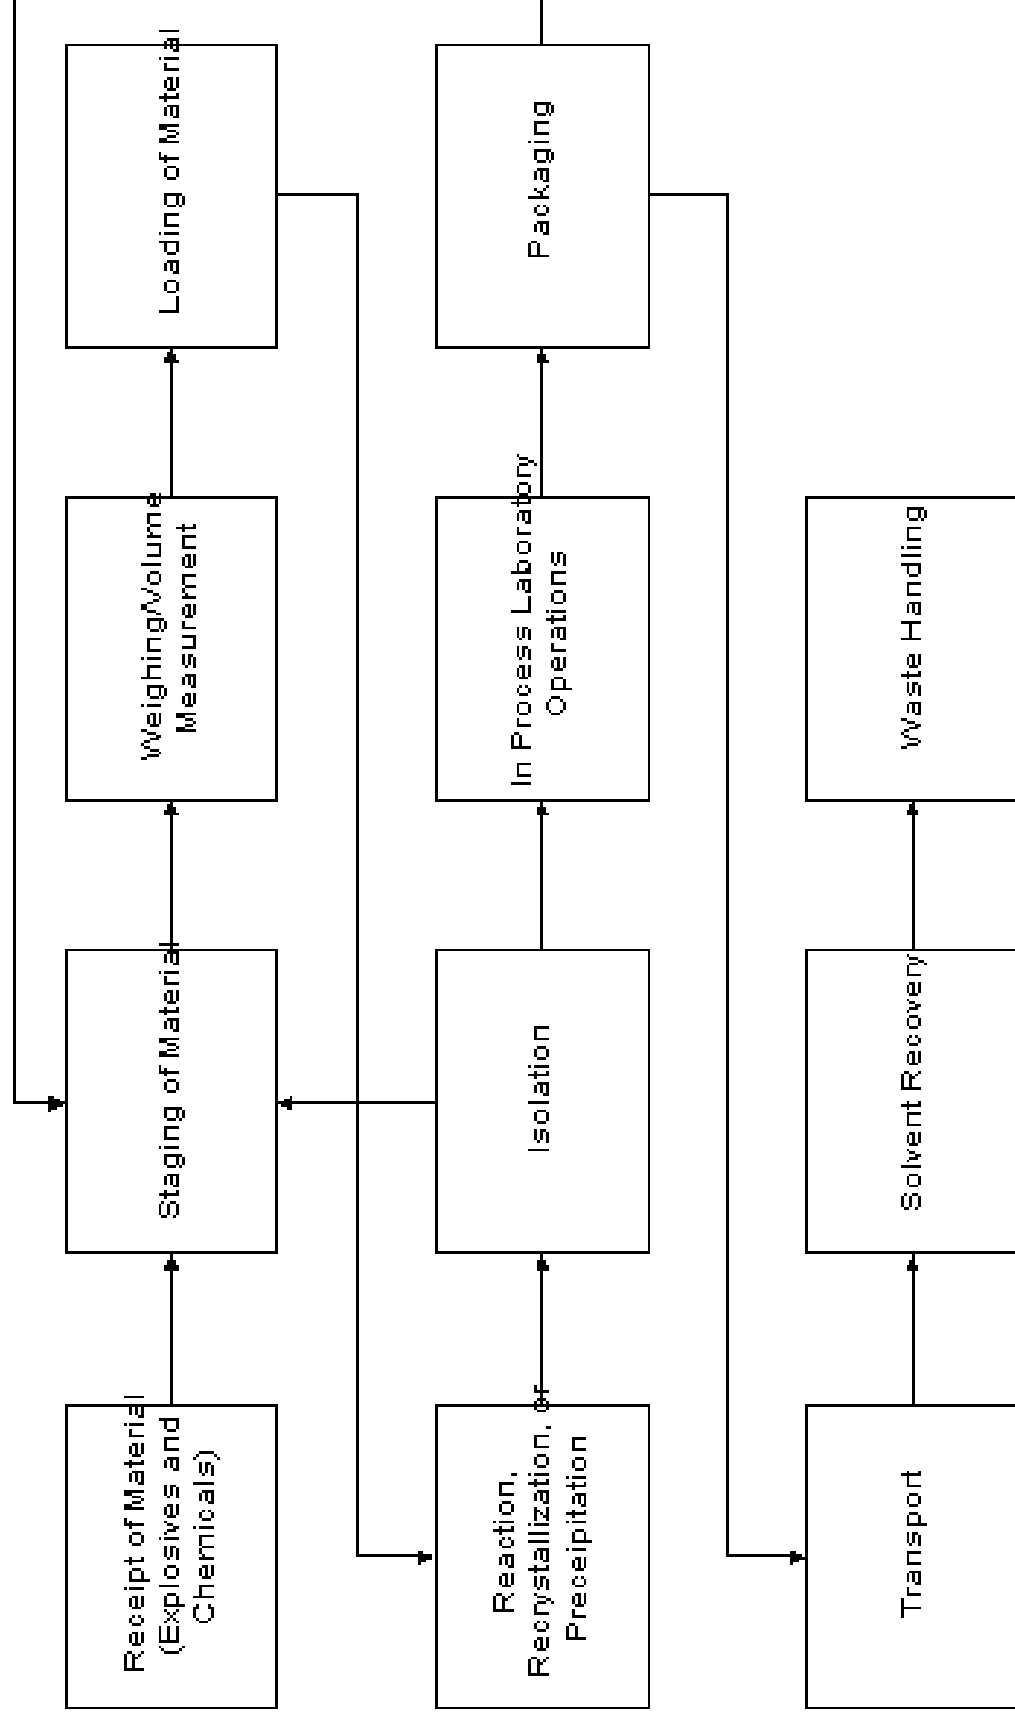 Receipt of Material
(Explosives and
Chemicals)
Staging of Material
Weighing/Volume
Measurement
Loading of Material
Reaction,
Recrystallization, or
Preceipitation
Isolation
In Process Laboratory
Operations
Packaging
Transport
Solvent Recovery
Waste Handling